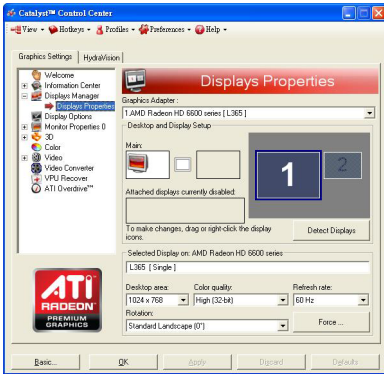 Catalyst™ Control Center
View Hotkeys Profiles Preferences Help
Graphics Settings HydraVision
Welcome
Information Center
Displays Manager
Displays Properties
Display Options
Monitor Properties 0
3D
Color
Video
Video Converter
VPU Recover
ATI Overdrive™
ATI
RADEON
PREMIUM
GRAPHICS
Displays Properties
Graphics Adapter:
1.AMD Radeon HD 6600 series [ L365 ]
Desktop and Display Setup
Main:
1
2
Attached displays currently disabled:
To make changes, drag or right-click the display
icons.
Detect Displays
Selected Display on: AMD Radeon HD 6600 series
L365 [ Single ]
Desktop area: Color quality: Refresh rate:
1024 x 768 High (32-bit) 60 Hz
Rotation:
Standard Landscape (0°)
Force ...
Basic... OK Apply Discard Defaults